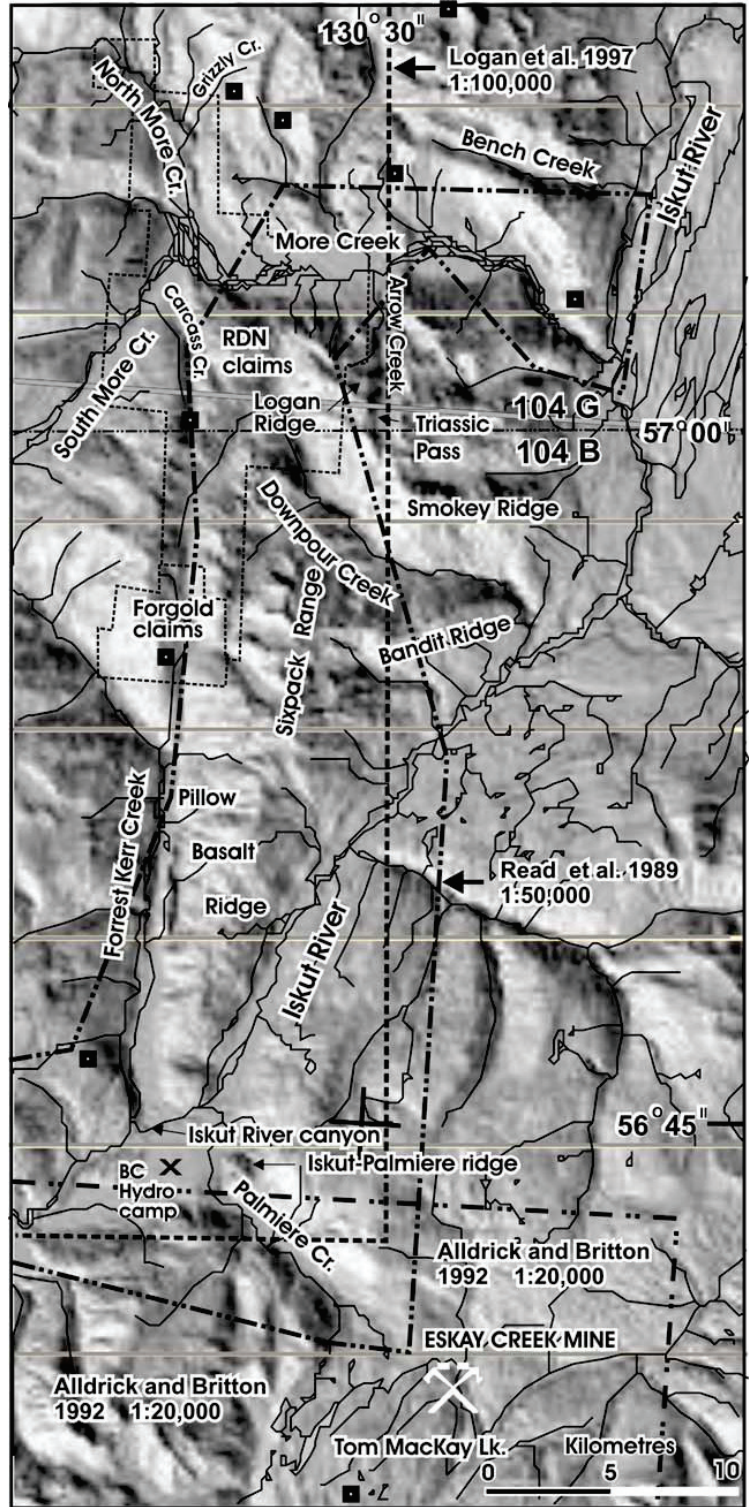 130° 30"
Logan et al. 1997
1:100,000
Grizzly Cr.
North More Cr.
Bench Creek
Iskut River
More Creek
Carcass Cr.
South More Cr.
RDN
claims
Arrow Creek
Logan
Ridge
Triassic
Pass
104 G
104 B
57° 00"
Downpour Creek
Smokey Ridge
Forgold
claims
Sixpack Range
Bandit Ridge
Forrest Kerr Creek
Pillow
Basalt
Ridge
Read et al. 1989
1:50,000
Iskut River
Iskut River canyon
56° 45"
BC
Hydro
camp
Iskut-Palmiere ridge
Palmiere Cr.
Alldrick and Britton
1992 1:20,000
ESKAY CREEK MINE
Alldrick and Britton
1992 1:20,000
Tom MacKay Lk.
Kilometres
0 5 10